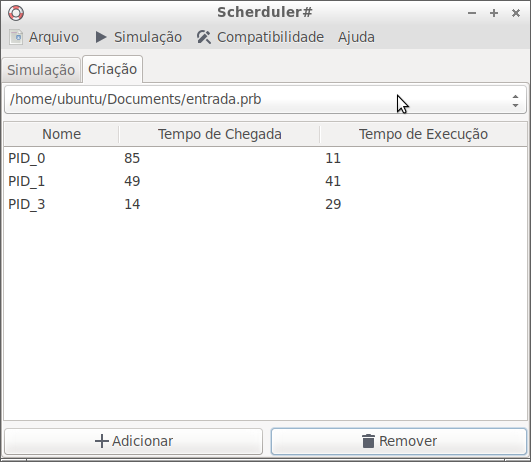 Scherduler#
Arquivo Simulação Compatibilidade Ajuda
Simulação Criação
/home/ubuntu/Documents/entrada.prb
Nome Tempo de Chegada Tempo de Execução
PID_0 85 11
PID_1 49 41
PID_3 14 29
Adicionar Remover